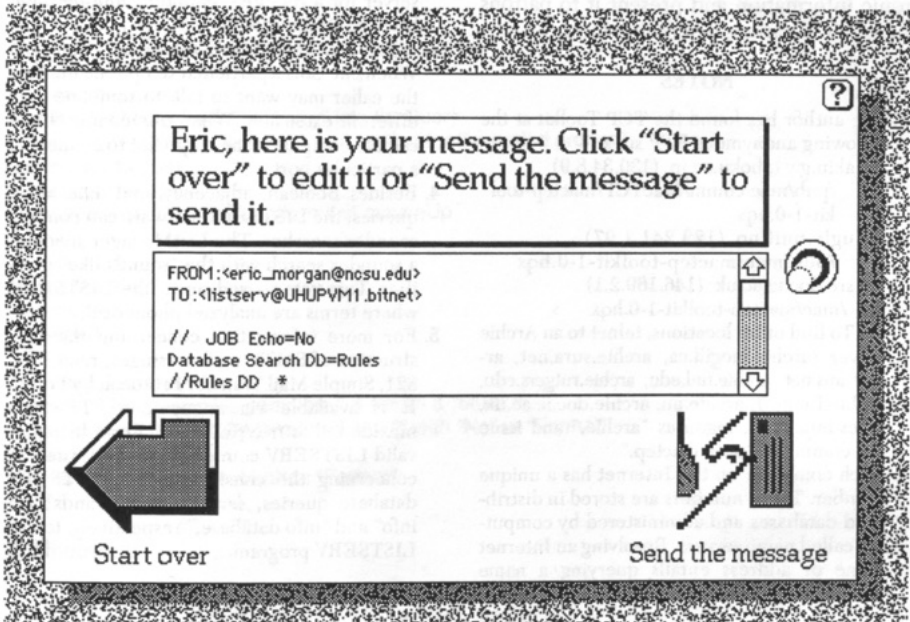 ?
Eric, here is your message. Click “Start
over” to edit it or “Send the message” to
send it.
FROM:<eric_morgan@ncsu.edu>
TO:<listserv@UHUPVM1.bitnet>
// JOB Echo=No
Database Search DD=Rules
//Rules DD *
Start over
Send the message